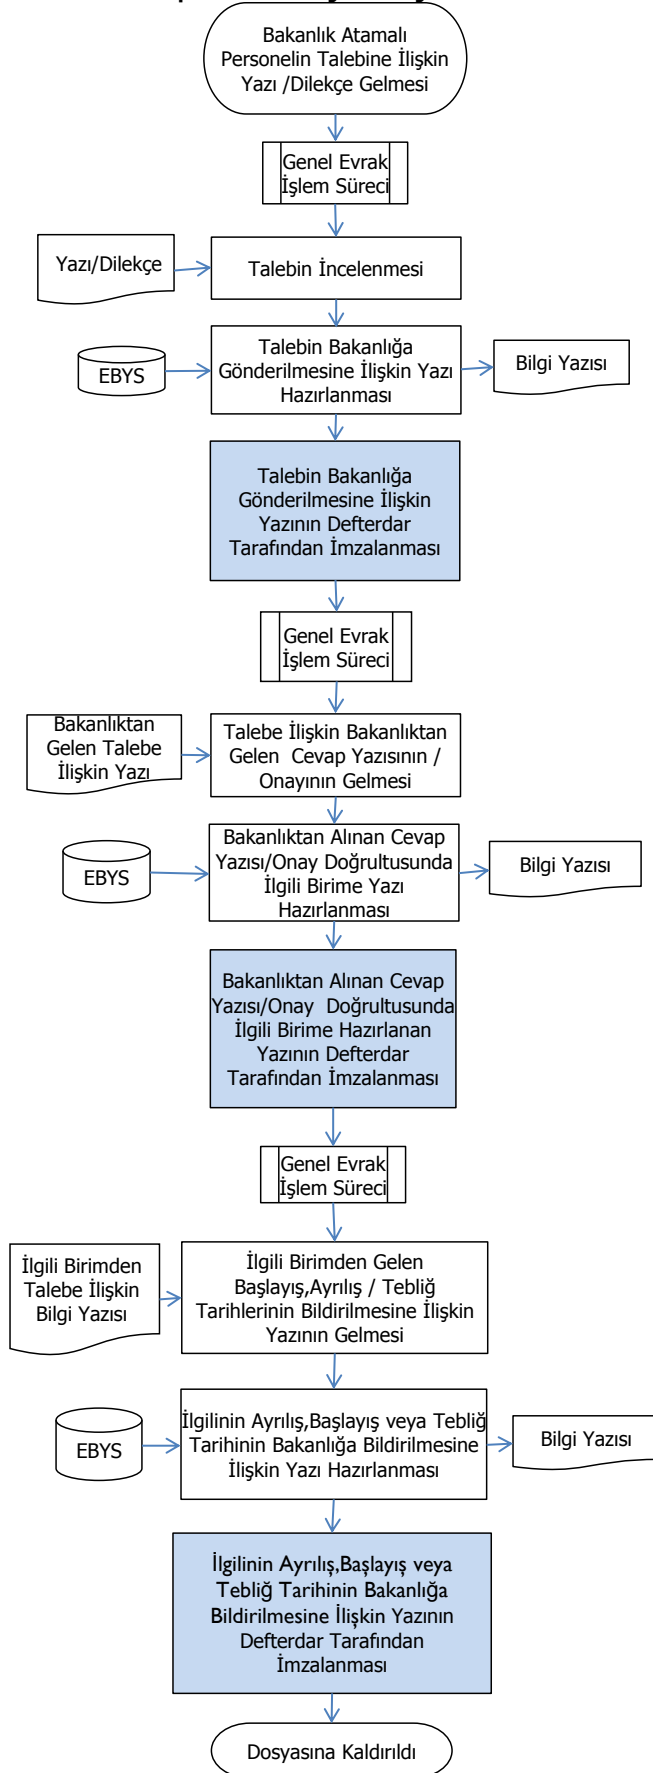 Bakanlık Atamalı
Personelin Talebine İlişkin
Yazı /Dilekçe Gelmesi
Genel Evrak
İşlem Süreci
Yazı/Dilekçe
Talebin İncelenmesi
EBYS
Talebin Bakanlığa
Gönderilmesine İlişkin Yazı
Hazırlanması
Bilgi Yazısı
Talebin Bakanlığa
Gönderilmesine İlişkin
Yazının Defterdar
Tarafından İmzalanması
Genel Evrak
İşlem Süreci
Bakanlıktan
Gelen Talebe
İlişkin Yazı
Talebe İlişkin Bakanlıktan
Gelen Cevap Yazısının /
Onayının Gelmesi
EBYS
Bakanlıktan Alınan Cevap
Yazısı/Onay Doğrultusunda
İlgili Birime Yazı
Hazırlanması
Bilgi Yazısı
Bakanlıktan Alınan Cevap
Yazısı/Onay Doğrultusunda
İlgili Birime Hazırlanan
Yazının Defterdar
Tarafından İmzalanması
Genel Evrak
İşlem Süreci
İlgili Birimden
Talebe İlişkin
Bilgi Yazısı
İlgili Birimden Gelen
Başlayış,Ayrılış / Tebliğ
Tarihlerinin Bildirilmesine İlişkin
Yazının Gelmesi
EBYS
İlgilinin Ayrılış,Başlayış veya Tebliğ
Tarihinin Bakanlığa Bildirilmesine
İlişkin Yazı Hazırlanması
Bilgi Yazısı
İlgilinin Ayrılış,Başlayış veya
Tebliğ Tarihinin Bakanlığa
Bildirilmesine İlişkin Yazının
Defterdar Tarafından
İmzalanması
Dosyasına Kaldırıldı